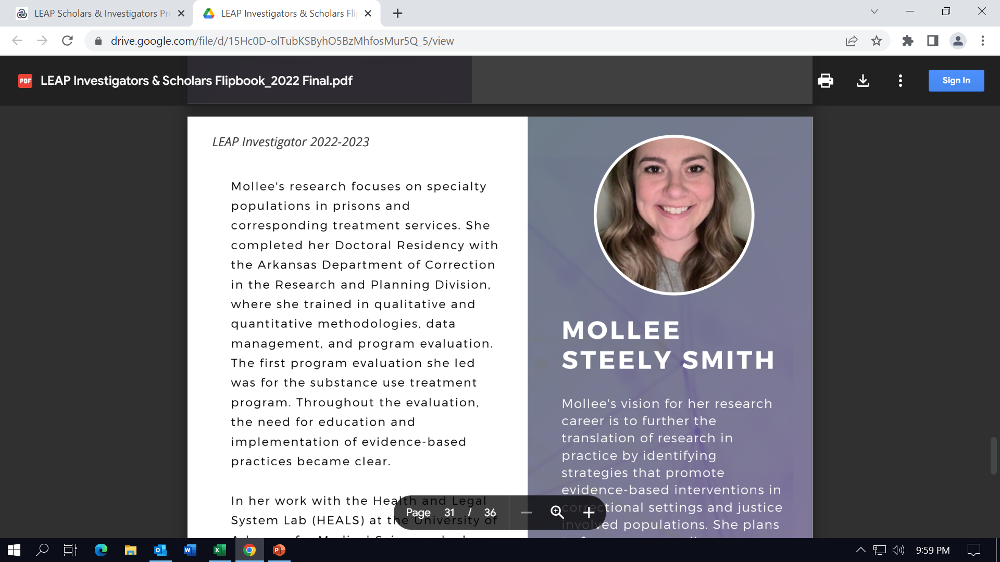 LEAP Scholars & Investigators Pr
LEAP Investigators & Scholars Fli
drive.google.com/file/d/15Hc0D-olTubKSByhO5BzMhfosMur5Q_5/view
PDF
LEAP Investigators & Scholars Flipbook_2022 Final.pdf
Sign In
LEAP Investigator 2022-2023
Mollee's research focuses on specialty
populations in prisons and
corresponding treatment services. She
completed her Doctoral Residency with
the Arkansas Department of Correction
in the Research and Planning Division,
where she trained in qualitative and
quantitative methodologies, data
management, and program evaluation.
The first program evaluation she led
was for the substance use treatment
program. Throughout the evaluation,
the need for education and
implementation of evidence-based
practices became clear.
In her work with the Health and Legal
System Lab (HEALS) at the University of
MOLLEE
STEELY SMITH
Mollee's vision for her research
career is to further the
translation of research in
practice by identifying
strategies that promote
evidence-based interventions in
correctional settings and justice
involved populations. She plans
Page 31 / 36
9:59 PM